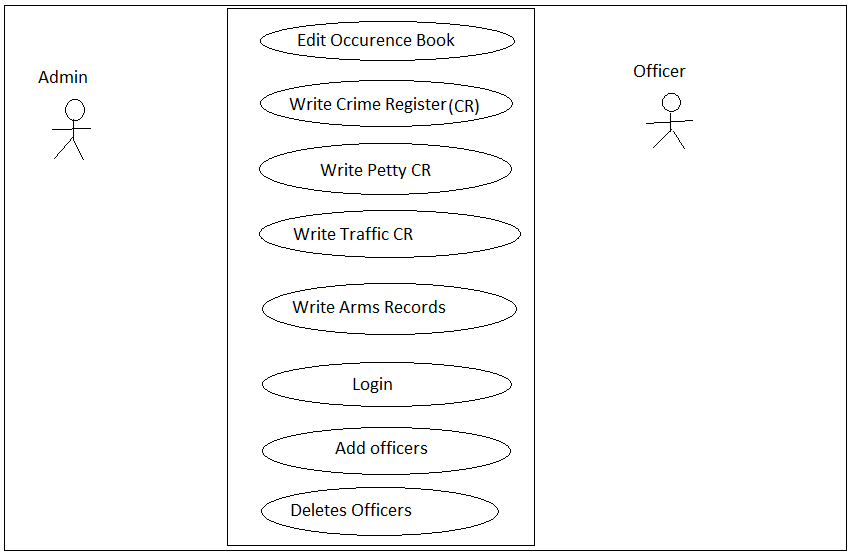 Edit Occurence Book
Admin
Officer
Write Crime Register (CR)
Write Petty CR
Write Traffic CR
Write Arms Records
Login
Add officers
Deletes Officers